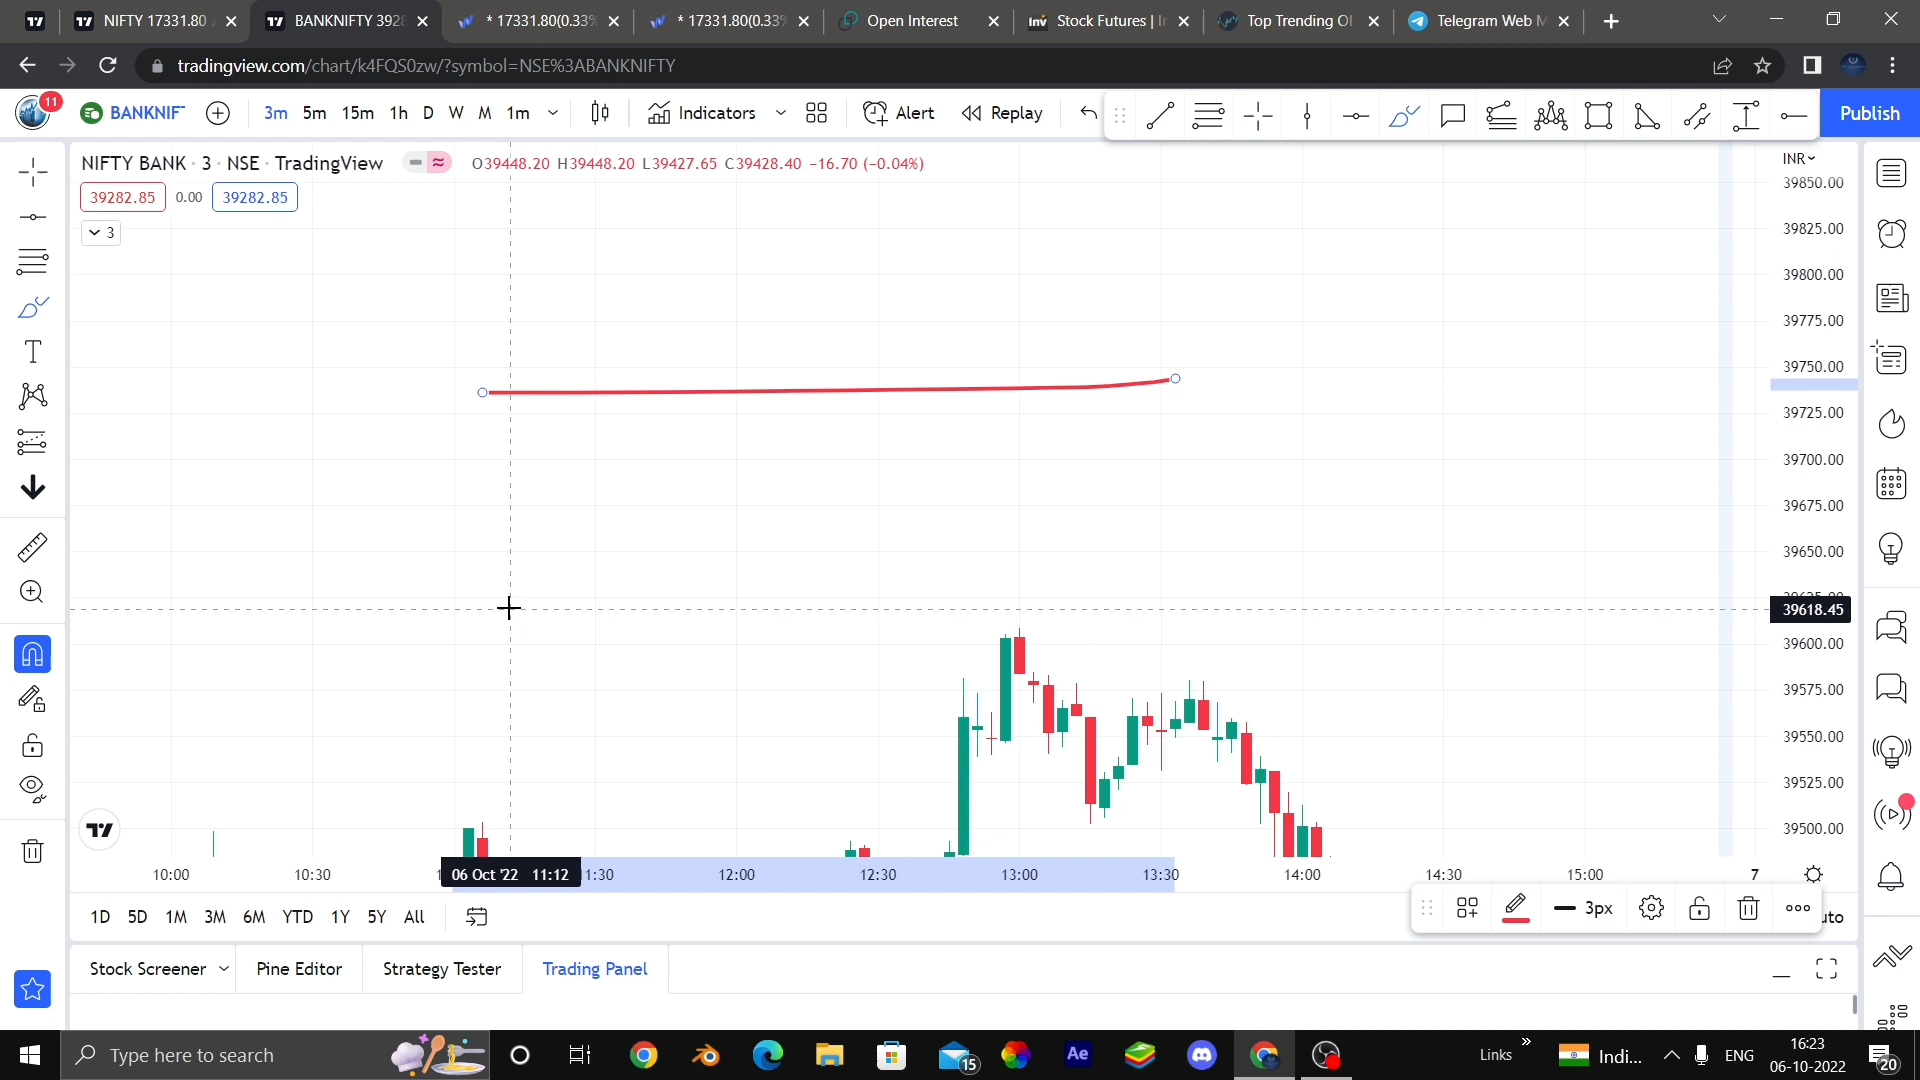 NIFTY 17331.80
BANKNIFTY 3928
* 17331.80(0.33%
* 17331.80(0.33%
Open Interest
Inv Stock Futures | I
Top Trending O
Telegram Web
tradingview.com/chart/k4FQS0zw/?symbol=NSE%3ABANKNIFTY
11
BANKNIF
3m 5m 15m 1h D W M 1m
Indicators
Alert
Replay
Publish
NIFTY BANK · 3 · NSE · TradingView
O39448.20 H39448.20 L39427.65 C39428.40 −16.70 (−0.04%)
INR
39282.85 0.00 39282.85
3
39850.00
39825.00
39800.00
39775.00
39750.00
39725.00
39700.00
39675.00
39650.00
39618.45
39600.00
39575.00
39550.00
39525.00
39500.00
10:00 10:30 06 Oct '22 11:12 1:30 12:00 12:30 13:00 13:30 14:00 14:30 15:00 7
1D 5D 1M 3M 6M YTD 1Y 5Y All
3px
uto
Stock Screener Pine Editor Strategy Tester Trading Panel
Type here to search
15
Ae
Links
Indi...
ENG
16:23
06-10-2022
20